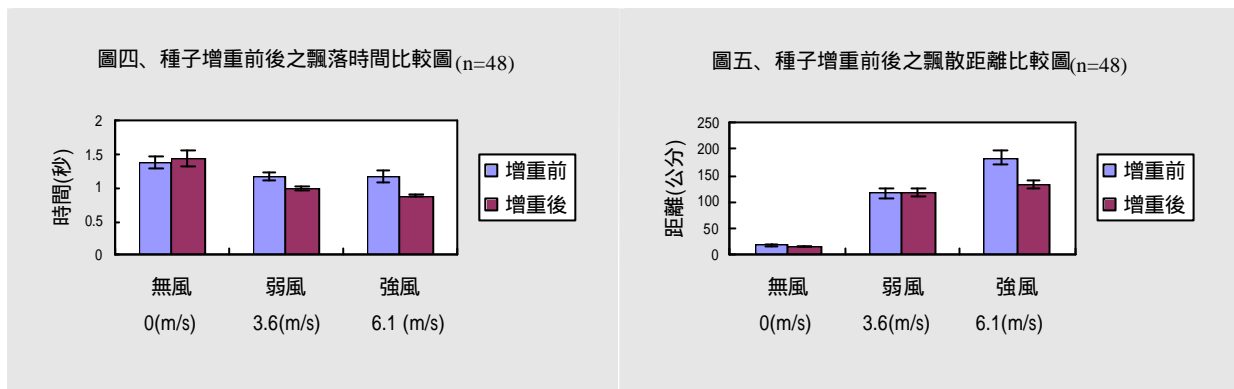 圖四、種子增重前後之飄落時間比較圖(n=48)
時間(秒)
2
1.5
1
0.5
0
增重前
增重後
無風
弱風
強風
0(m/s)
3.6(m/s)
6.1 (m/s)
圖五、種子增重前後之飄散距離比較圖(n=48)
距離(公分)
250
200
150
100
50
0
增重前
增重後
無風
弱風
強風
0(m/s)
3.6(m/s)
6.1(m/s)